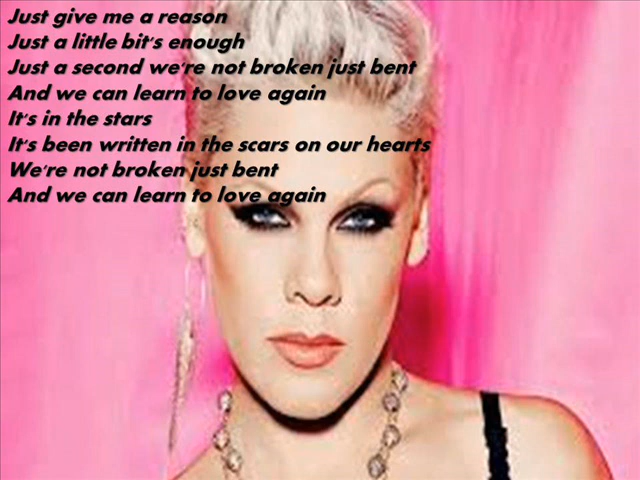 Just give me a reason
Just a little bit's enough
Just a second we're not broken just bent
And we can learn to love again
It's in the stars
It's been written in the scars on our hearts
We're not broken just bent
And we can learn to love again